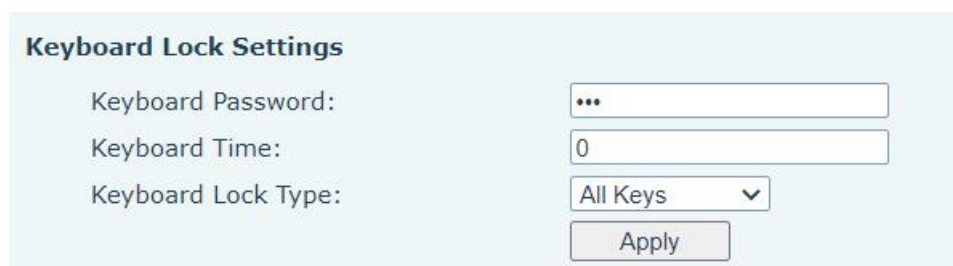 Keyboard Lock Settings
Keyboard Password: •••
Keyboard Time: 0
Keyboard Lock Type: All Keys
Apply